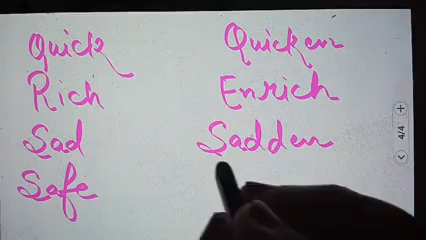 Quick Quicken
Rich Enrich
Sad Sadden
Safe
4/4